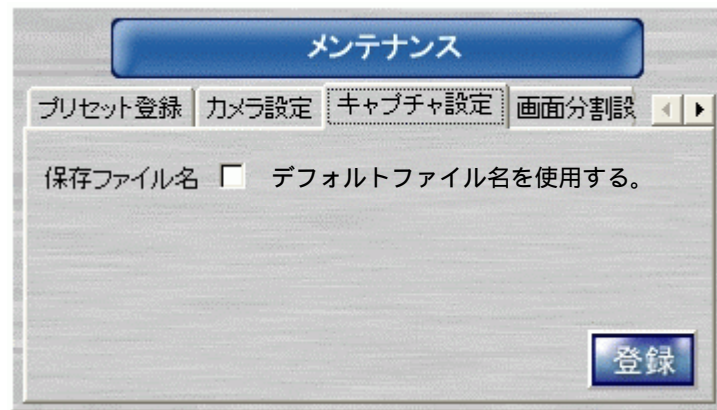 メンテナンス
プリセット登録 カメラ設定 キャプチャ設定 画面分割設
保存ファイル名 デフォルトファイル名を使用する。
登録